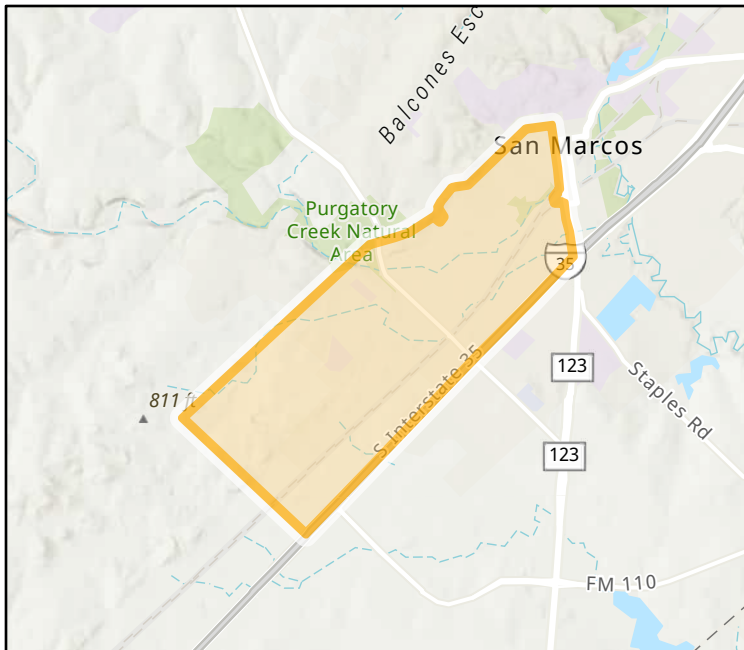 Balcones Esc
San Marcos
Purgatory
Creek Natural
Area
35
811 ft
S Interstate 35
123
Staples Rd
123
FM 110